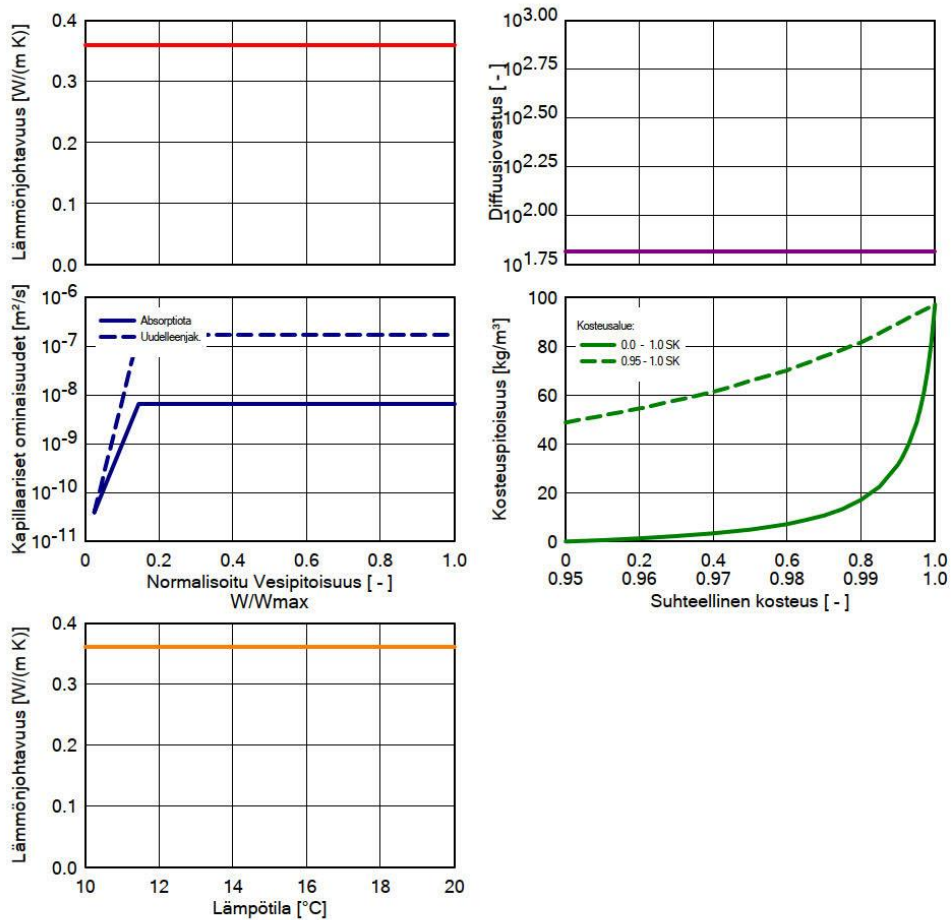 Lämmönjohtavuus [W/(m K)]
0.4
0.3
0.2
0.1
0.0
Diffuusiovastus [ - ]
10^3.00
10^2.75
10^2.50
10^2.25
10^2.00
10^1.75
Kapillaariset ominaisuudet [m²/s]
10^-6
10^-7
10^-8
10^-9
10^-10
10^-11
Absorptiota
Uudelleenjak.
0 0.2 0.4 0.6 0.8 1.0
Normalisoitu Vesipitoisuus [ - ]
W/Wmax
Kosteuspitoisuus [kg/m³]
100
80
60
40
20
0
Kosteusalue:
0.0 - 1.0 SK
0.95 - 1.0 SK
0 0.2 0.4 0.6 0.8 1.0
0.95 0.96 0.97 0.98 0.99 1.0
Suhteellinen kosteus [ - ]
Lämmönjohtavuus [W/(m K)]
0.4
0.3
0.2
0.1
0.0
10 12 14 16 18 20
Lämpötila [°C]